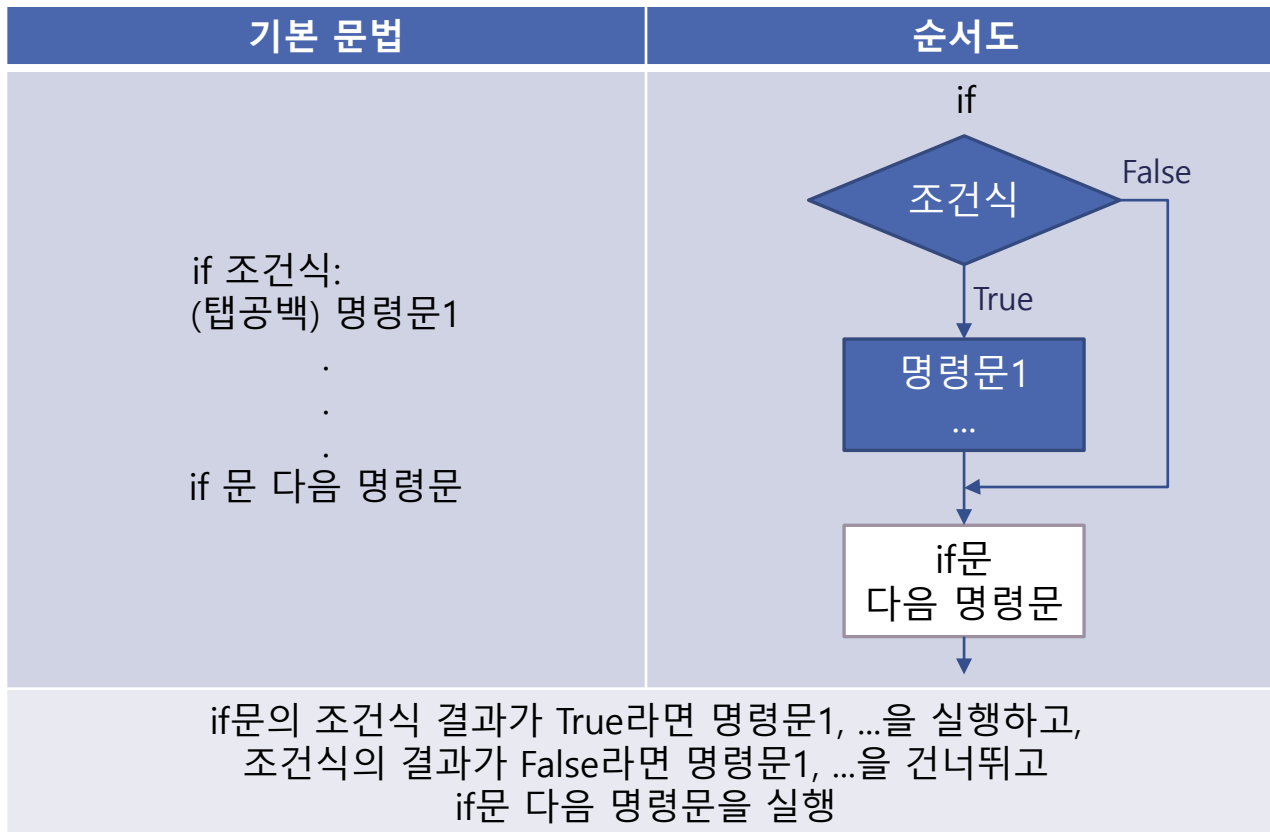 기본 문법
순서도
if 조건식:
(탭공백) 명령문1
.
.
.
if 문 다음 명령문
if
조건식
False
True
명령문1
...
if문
다음 명령문
if문의 조건식 결과가 True라면 명령문1, ...을 실행하고,
조건식의 결과가 False라면 명령문1, ...을 건너뛰고
if문 다음 명령문을 실행